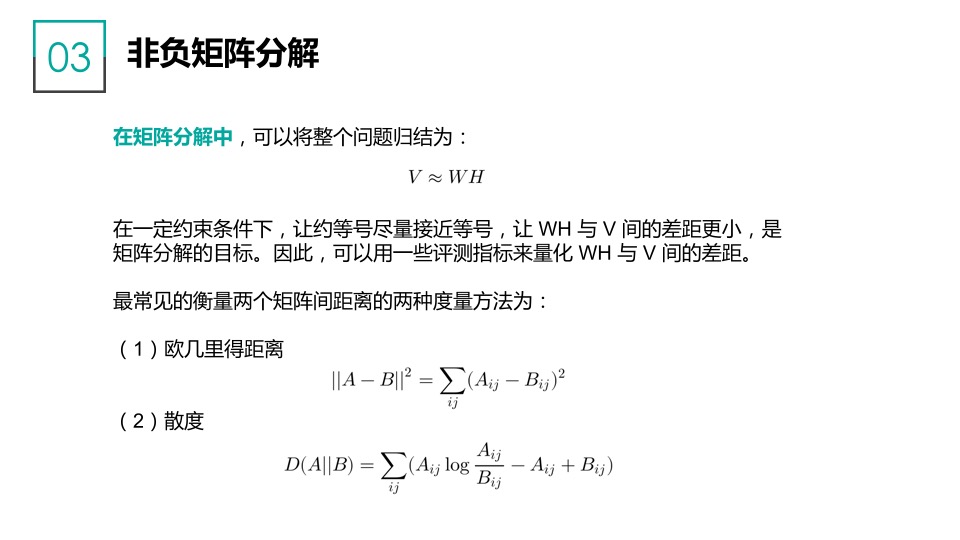 03
非负矩阵分解
在矩阵分解中，可以将整个问题归结为：
V ≈ WH
在一定约束条件下，让约等号尽量接近等号，让 WH 与 V 间的差距更小，是
矩阵分解的目标。因此，可以用一些评测指标来量化 WH 与 V 间的差距。
最常见的衡量两个矩阵间距离的两种度量方法为：
（1）欧几里得距离
||A − B||² = ∑_{ij} (A_{ij} − B_{ij})²
（2）散度
D(A||B) = ∑_{ij} (A_{ij} log \frac{A_{ij}}{B_{ij}} − A_{ij} + B_{ij})